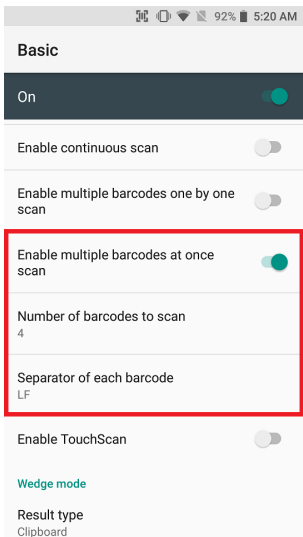 92% 5:20 AM
Basic
On
Enable continuous scan
Enable multiple barcodes one by one
scan
Enable multiple barcodes at once
scan
Number of barcodes to scan
4
Separator of each barcode
LF
Enable TouchScan
Wedge mode
Result type
Clipboard